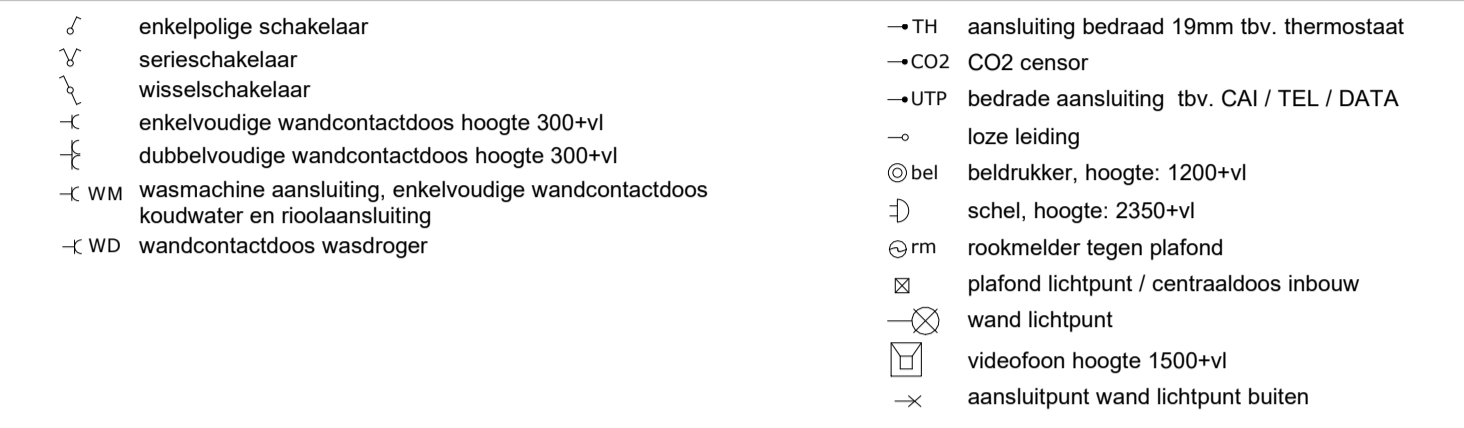 enkelpolige schakelaar
serieschakelaar
wisselschakelaar
enkelvoudige wandcontactdoos hoogte 300+vl
dubbelvoudige wandcontactdoos hoogte 300+vl
WM wasmachine aansluiting, enkelvoudige wandcontactdoos
koudwater en rioolaansluiting
WD wandcontactdoos wasdroger
TH aansluiting bedraad 19mm tbv. thermostaat
CO2 CO2 censor
UTP bedrade aansluiting tbv. CAI / TEL / DATA
loze leiding
bel beldrukker, hoogte: 1200+vl
schel, hoogte: 2350+vl
rm rookmelder tegen plafond
plafond lichtpunt / centraaldoos inbouw
wand lichtpunt
videofoon hoogte 1500+vl
aansluitpunt wand lichtpunt buiten